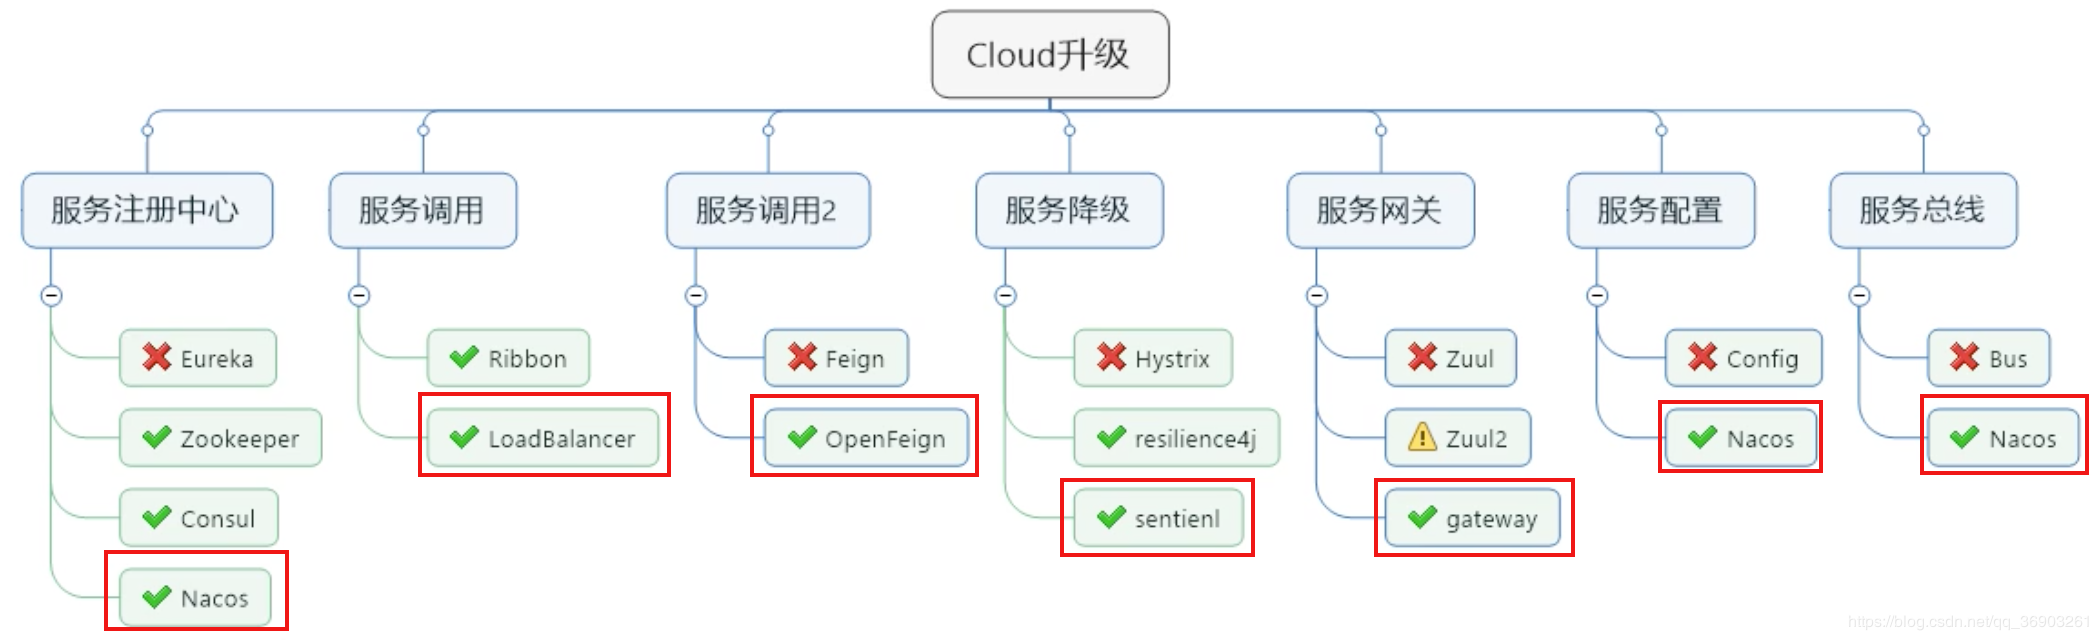 Cloud升级
服务注册中心
服务调用
服务调用2
服务降级
服务网关
服务配置
服务总线
Eureka
Zookeeper
Consul
Nacos
Ribbon
LoadBalancer
Feign
OpenFeign
Hystrix
resilience4j
sentienl
Zuul
Zuul2
gateway
Config
Nacos
Bus
Nacos
https://blog.csdn.net/qq_36903261